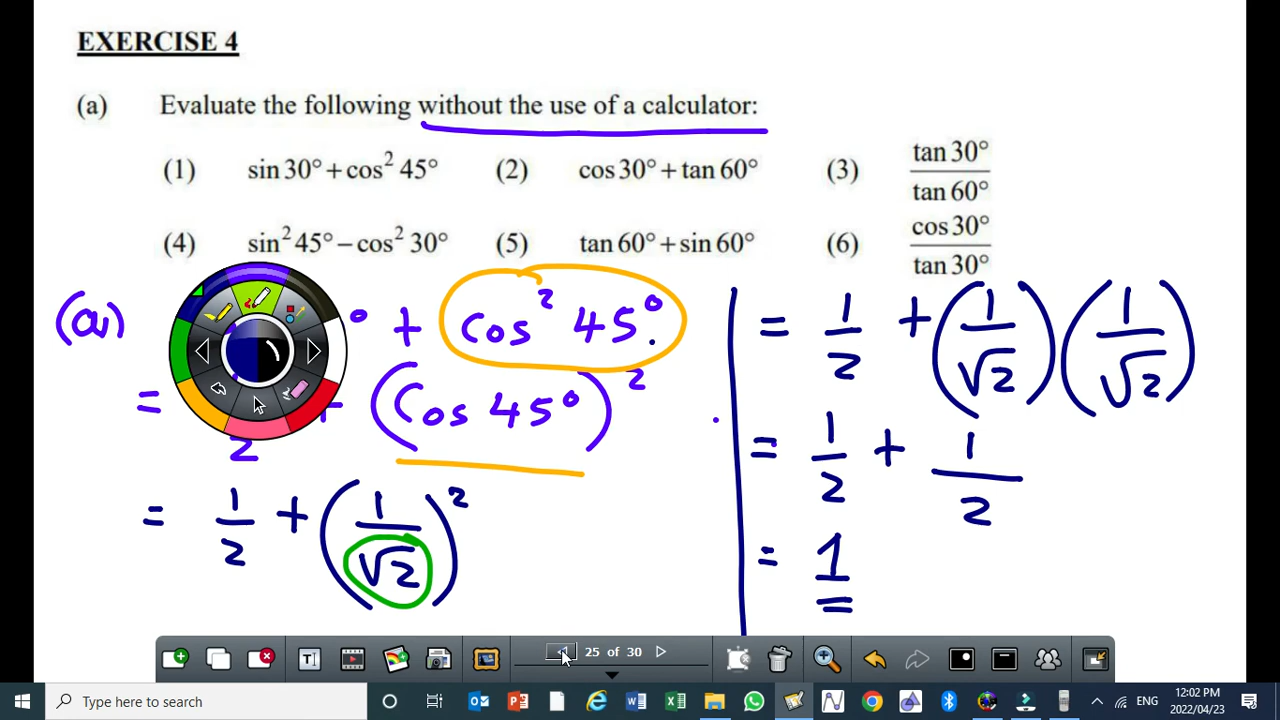 EXERCISE 4
(a) Evaluate the following without the use of a calculator:
(1) sin 30° + cos² 45° (2) cos 30° + tan 60° (3) tan 30° / tan 60°
(4) sin² 45° − cos² 30° (5) tan 60° + sin 60° (6) cos 30° / tan 30°
(a) ° + cos² 45°.
= 2 + (cos 45°)²
= 1/2 + (1/√2)²
= 1/2 + (1/√2)(1/√2)
= 1/2 + 1/2
= 1
25 of 30
Type here to search
ENG
12:02 PM
2022/04/23